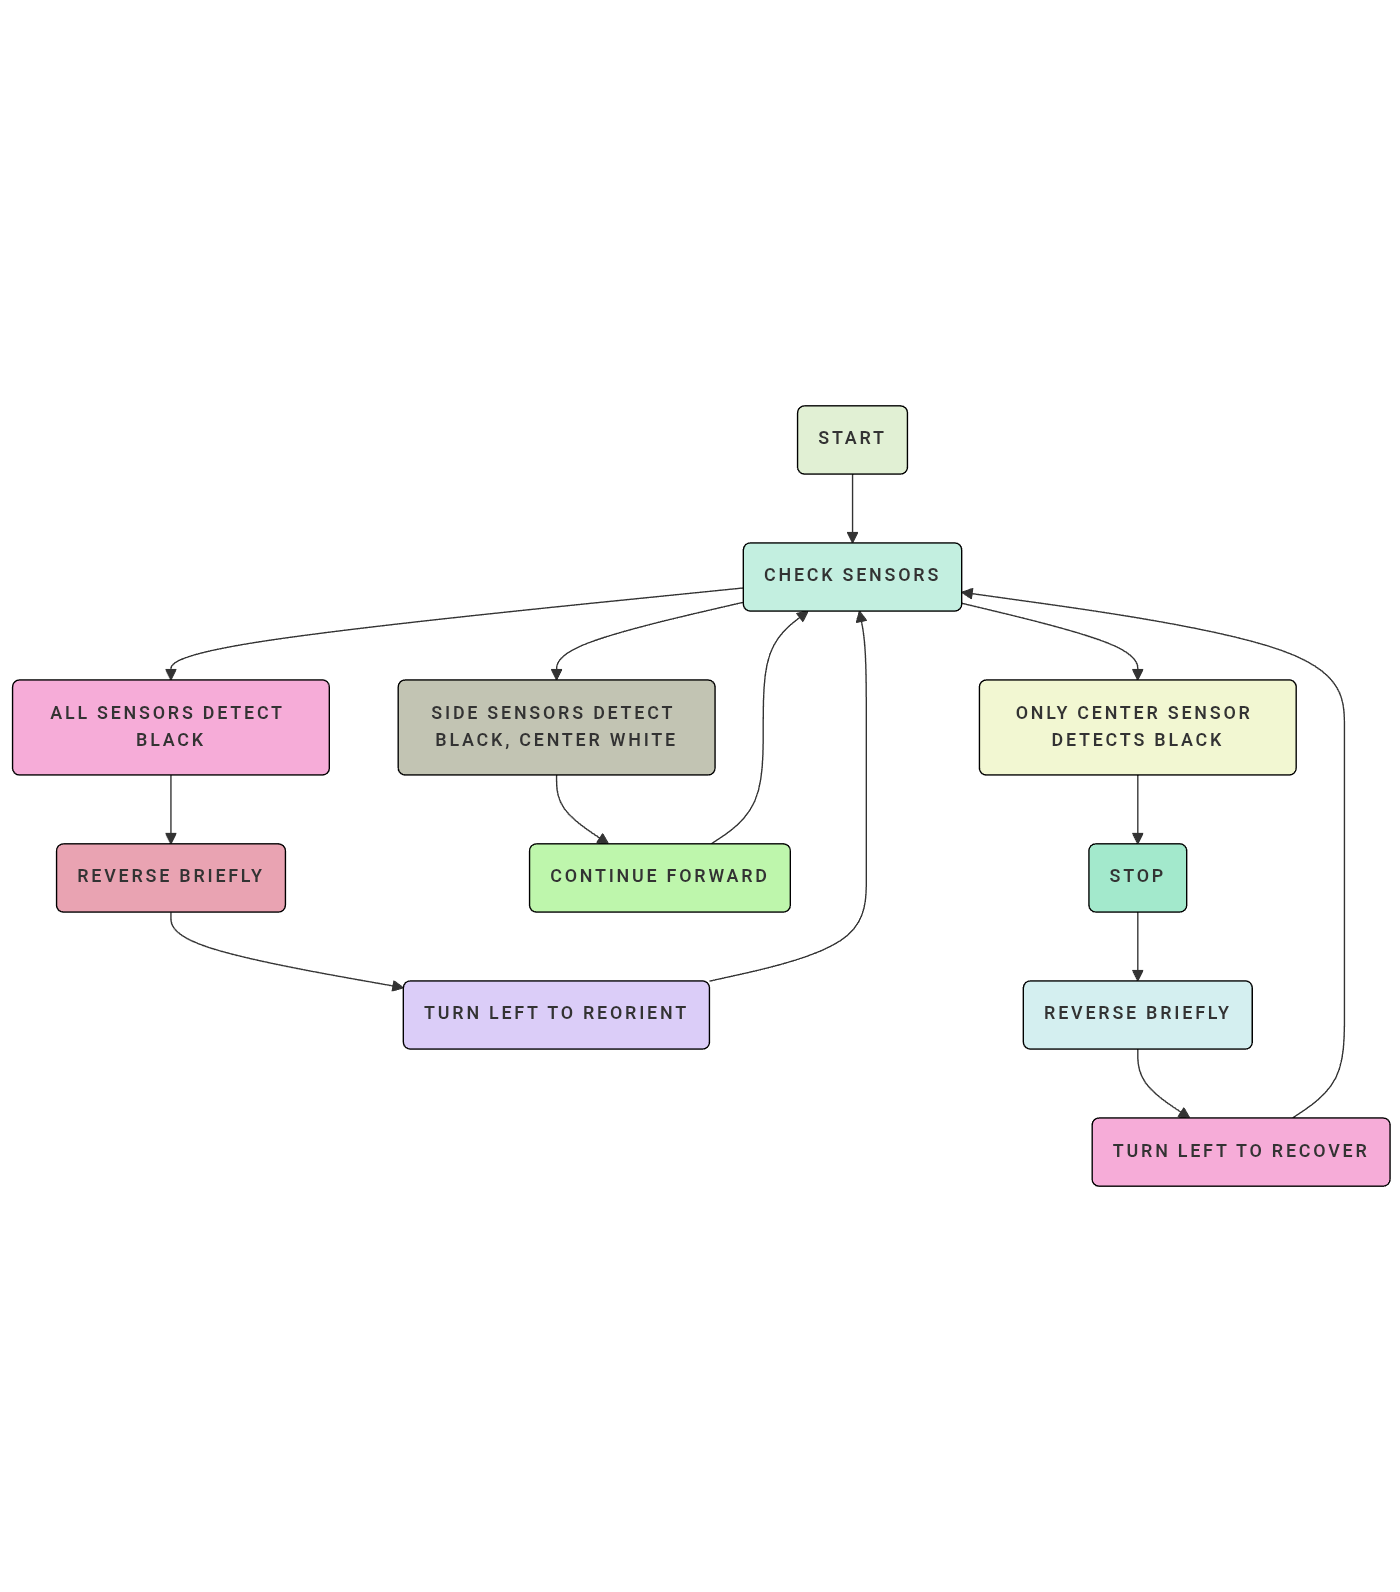 START
CHECK SENSORS
ALL SENSORS DETECT
BLACK
SIDE SENSORS DETECT
BLACK, CENTER WHITE
ONLY CENTER SENSOR
DETECTS BLACK
REVERSE BRIEFLY
CONTINUE FORWARD
STOP
TURN LEFT TO REORIENT
REVERSE BRIEFLY
TURN LEFT TO RECOVER